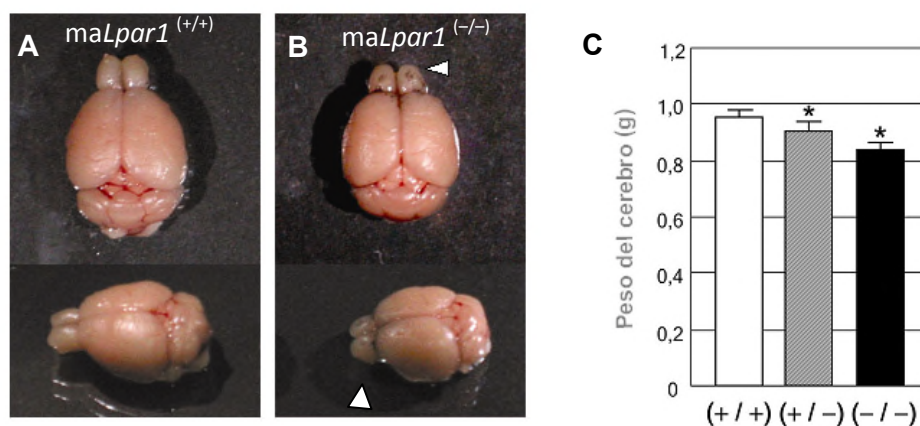 A
maLpar1 (+/+)
B
maLpar1 (–/–)
C
Peso del cerebro (g)
1,2
1,0
0,8
0,6
0,4
0,2
0
*
*
(+ / +) (+ / –) (– / –)